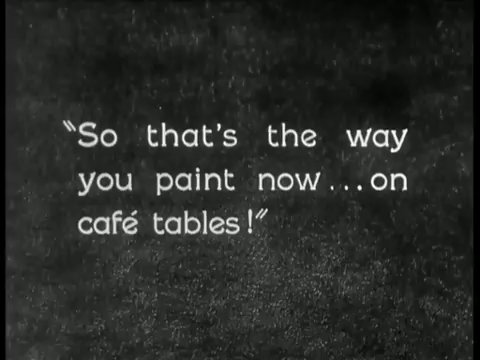 "So that's the way
you paint now...on
café tables!"